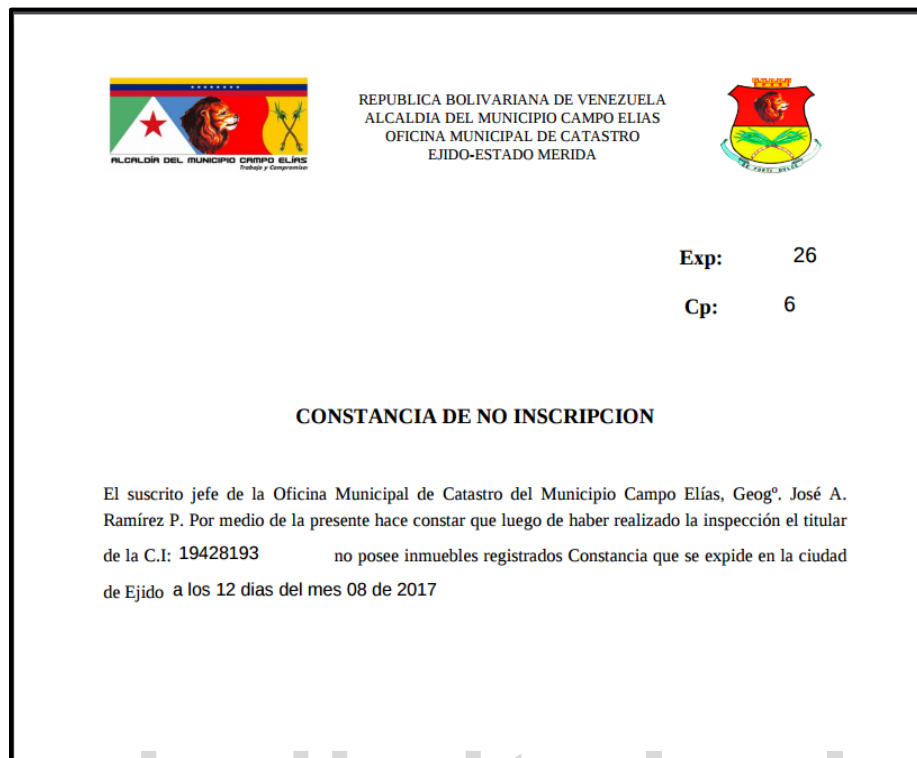 ALCALDÍA DEL MUNICIPIO CAMPO ELÍAS
Trabajo y Compromiso
REPUBLICA BOLIVARIANA DE VENEZUELA
ALCALDIA DEL MUNICIPIO CAMPO ELIAS
OFICINA MUNICIPAL DE CATASTRO
EJIDO-ESTADO MERIDA
Exp: 26
Cp: 6
CONSTANCIA DE NO INSCRIPCION
El suscrito jefe de la Oficina Municipal de Catastro del Municipio Campo Elías, Geogº. José A.
Ramírez P. Por medio de la presente hace constar que luego de haber realizado la inspección el titular
de la C.I: 19428193 no posee inmuebles registrados Constancia que se expide en la ciudad
de Ejido a los 12 dias del mes 08 de 2017